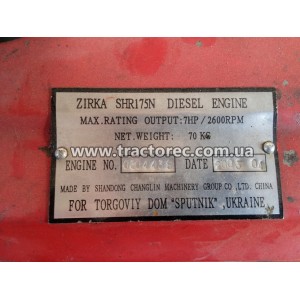 ZIRKA SHR175N DIESEL ENGINE
MAX.RATING OUTPUT:7HP/2600RPM
NET.WEIGHT: 70 KG
www.tractorec.com.ua
ENGINE NO. DATE
MADE BY SHANDONG CHANGLIN MACHINERY GROUP CO.,LTD. CHINA
FOR TORGOVIY DOM "SPUTNIK" ,UKRAINE